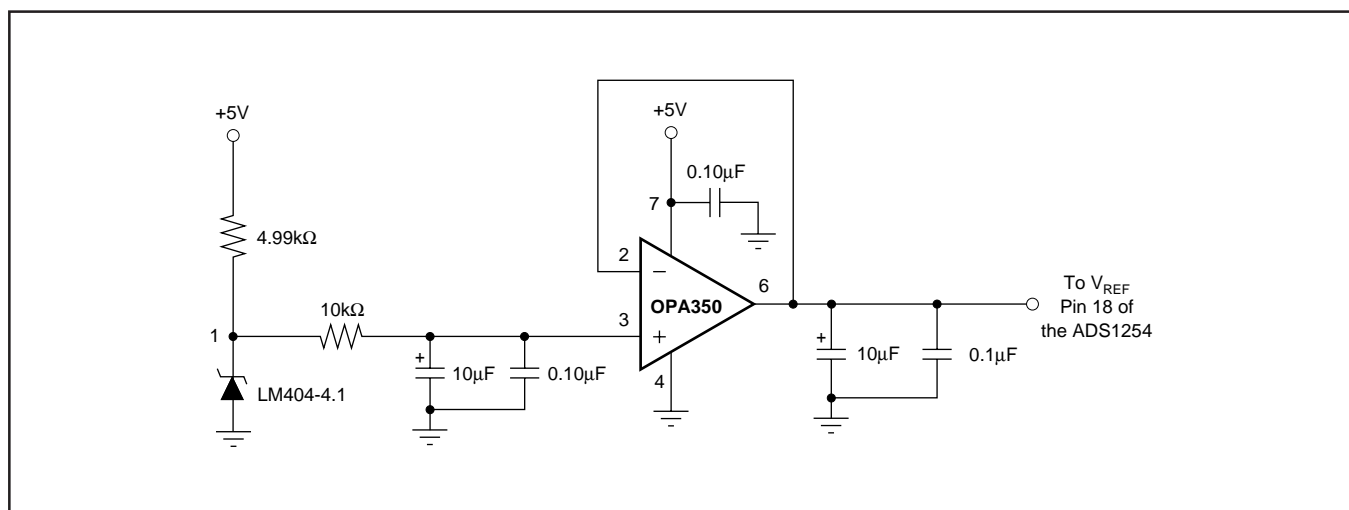 +5V
+5V
0.10µF
7
4.99kΩ
2
−
OPA350
6
To VREF
Pin 18 of
the ADS1254
10kΩ
1
3
+
+
10µF
0.10µF
+
10µF
0.1µF
4
LM404-4.1